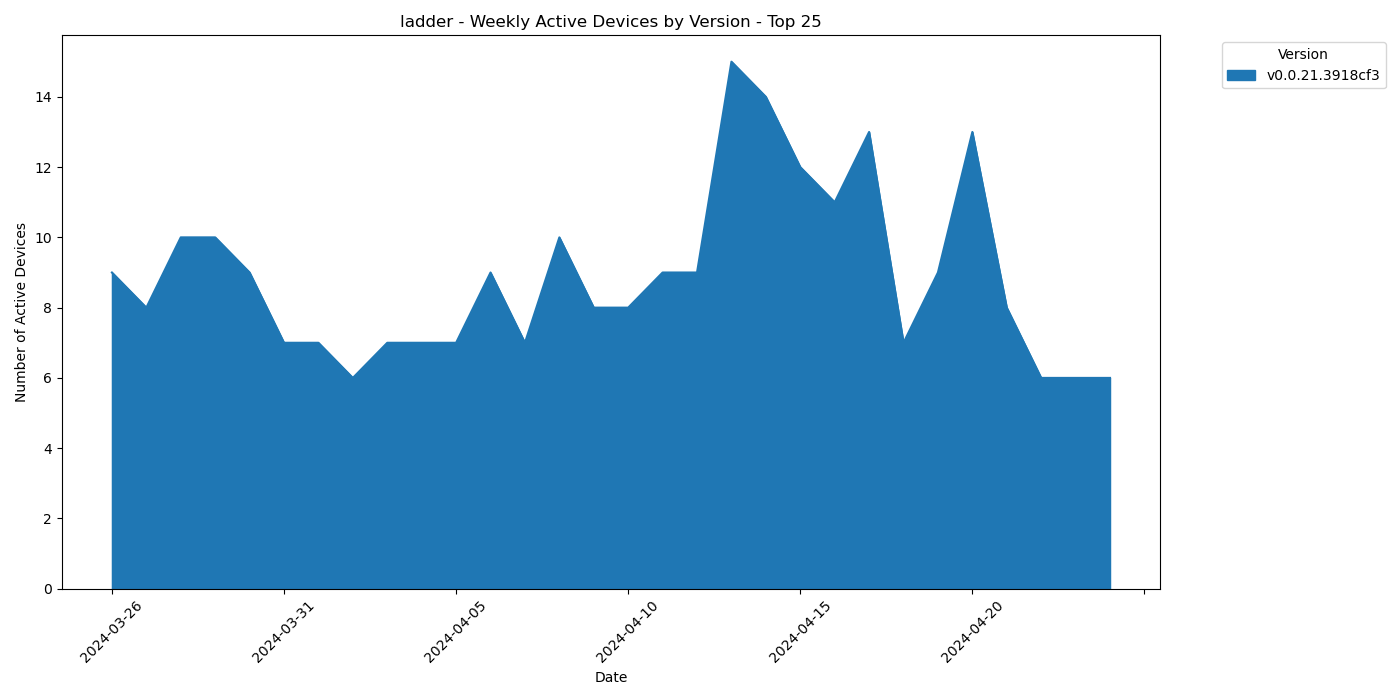 ladder - Weekly Active Devices by Version - Top 25
Version
v0.0.21.3918cf3
Number of Active Devices
14
12
10
8
6
4
2
0
2024-03-26
2024-03-31
2024-04-05
2024-04-10
2024-04-15
2024-04-20
Date